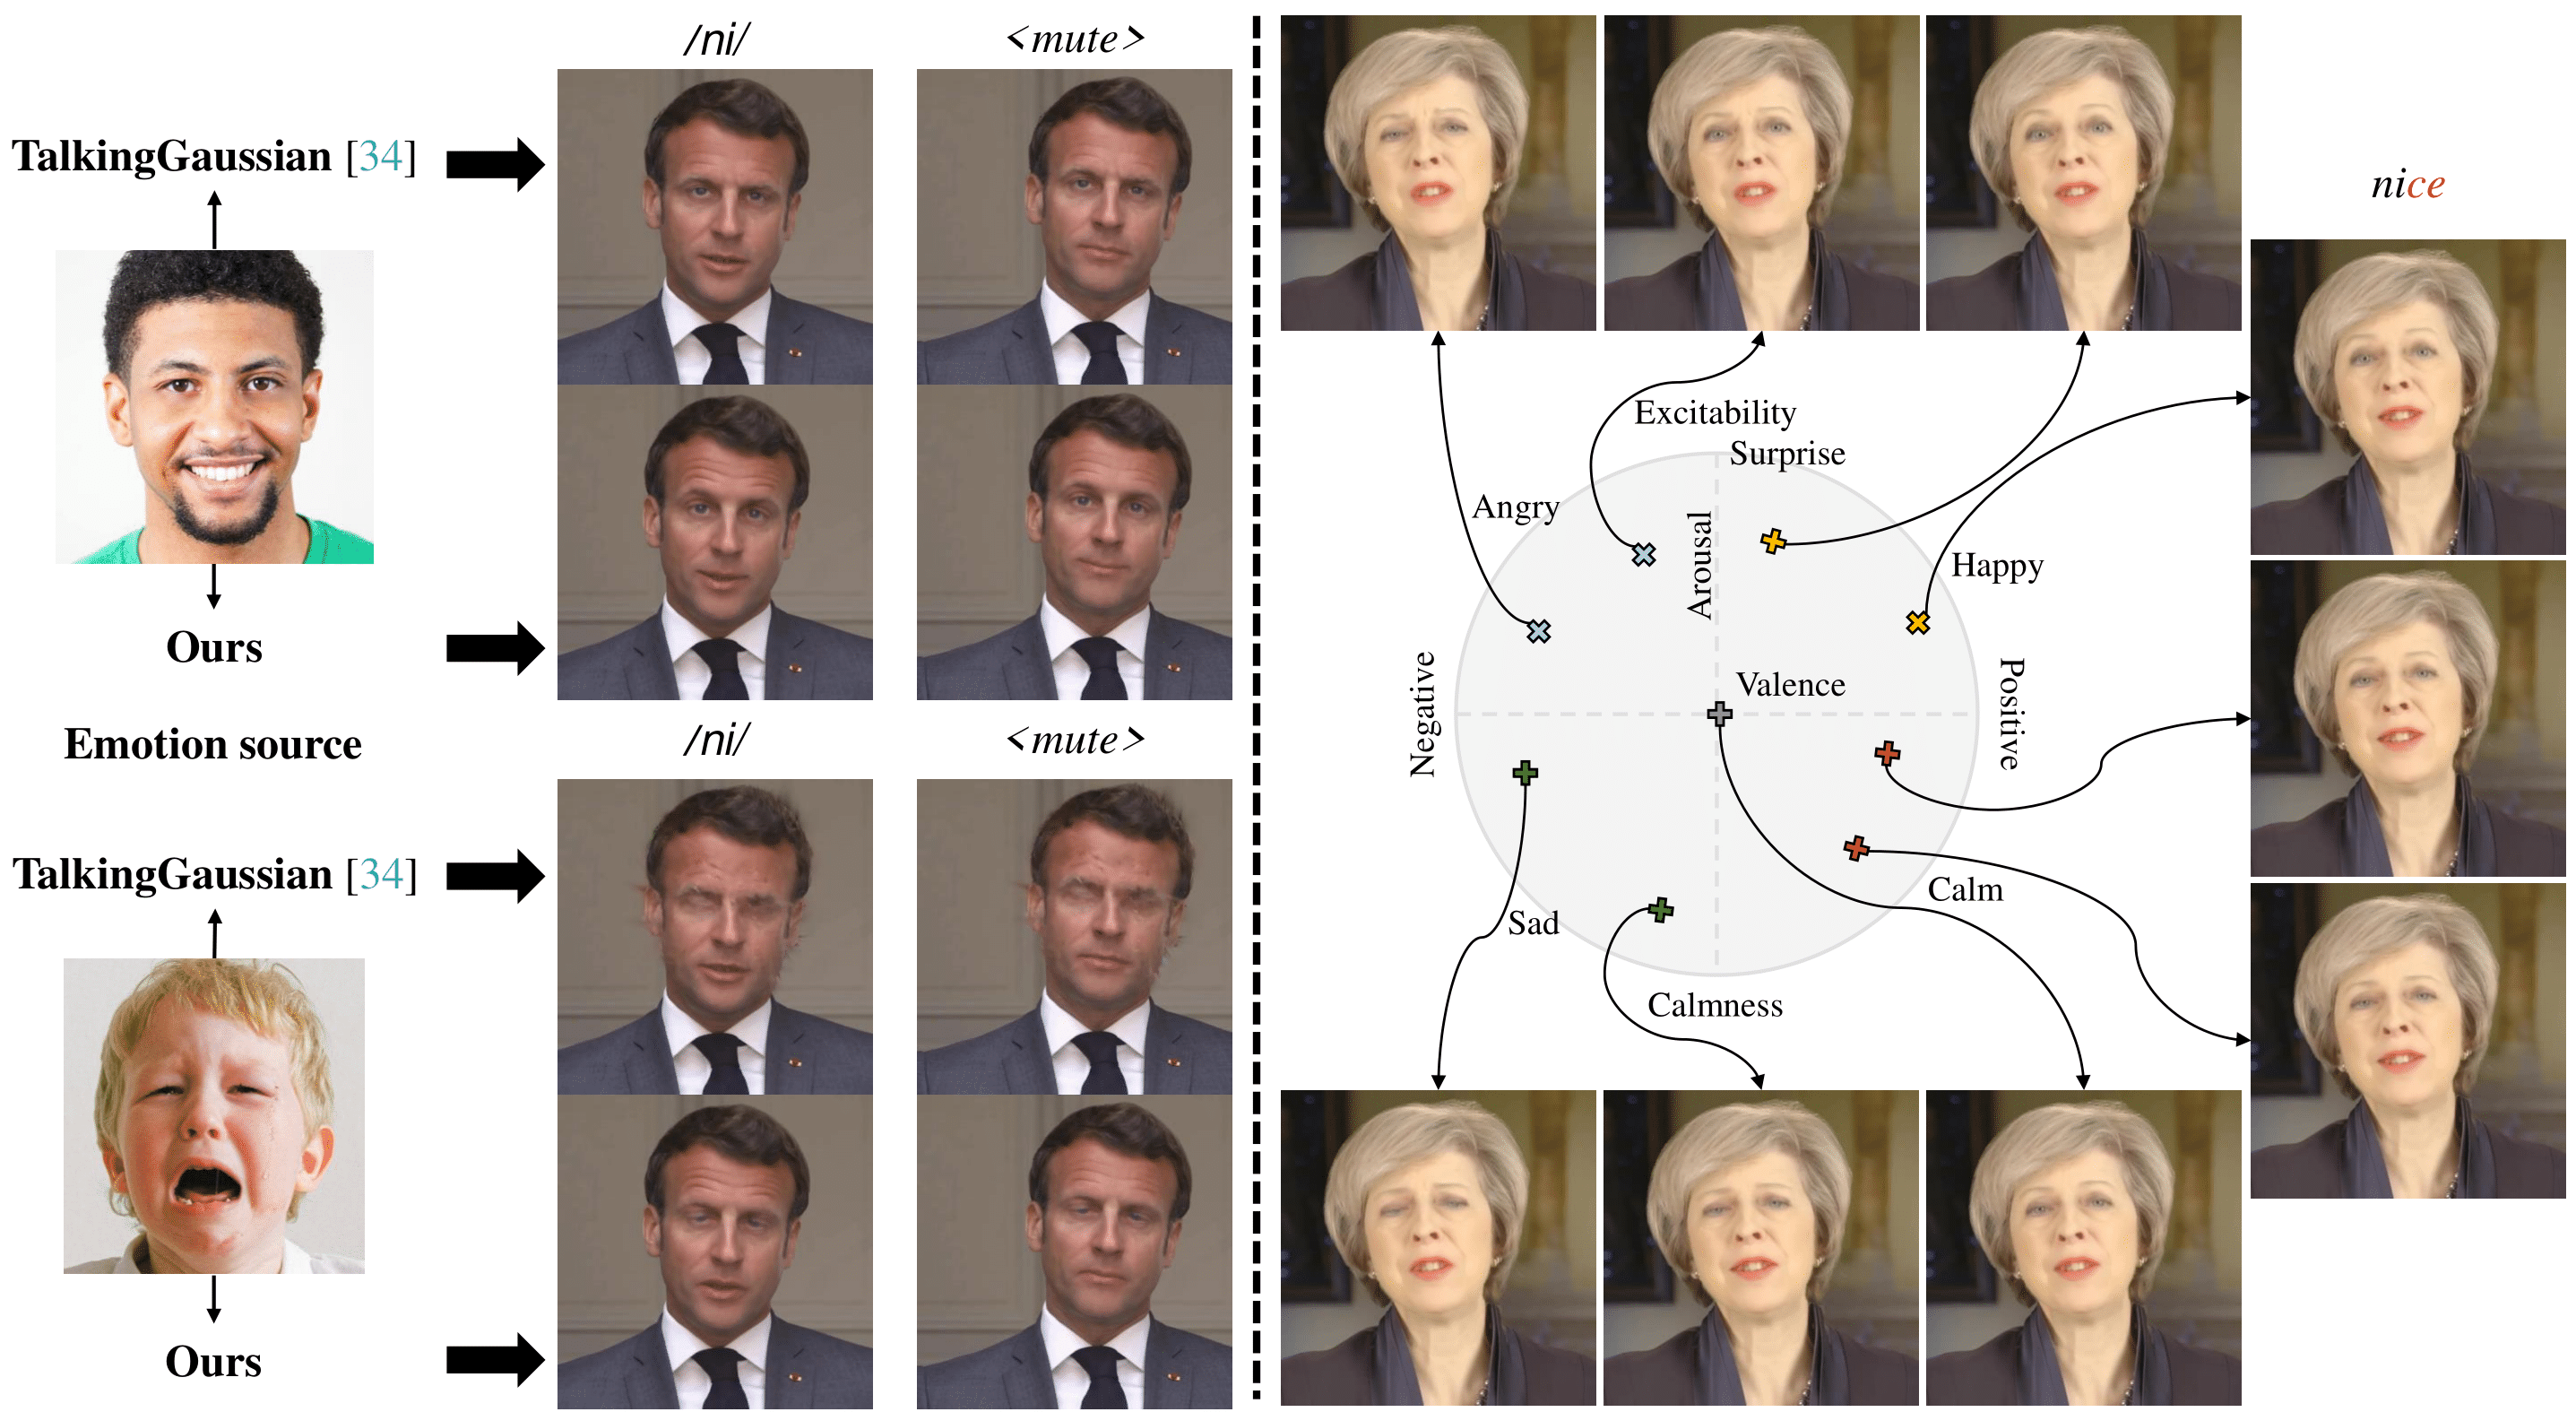 /ni/
<mute>
TalkingGaussian [34]
Ours
Emotion source
/ni/
<mute>
TalkingGaussian [34]
Ours
nice
Excitability
Surprise
Angry
Arousal
Happy
Valence
Negative
Positive
Calm
Sad
Calmness